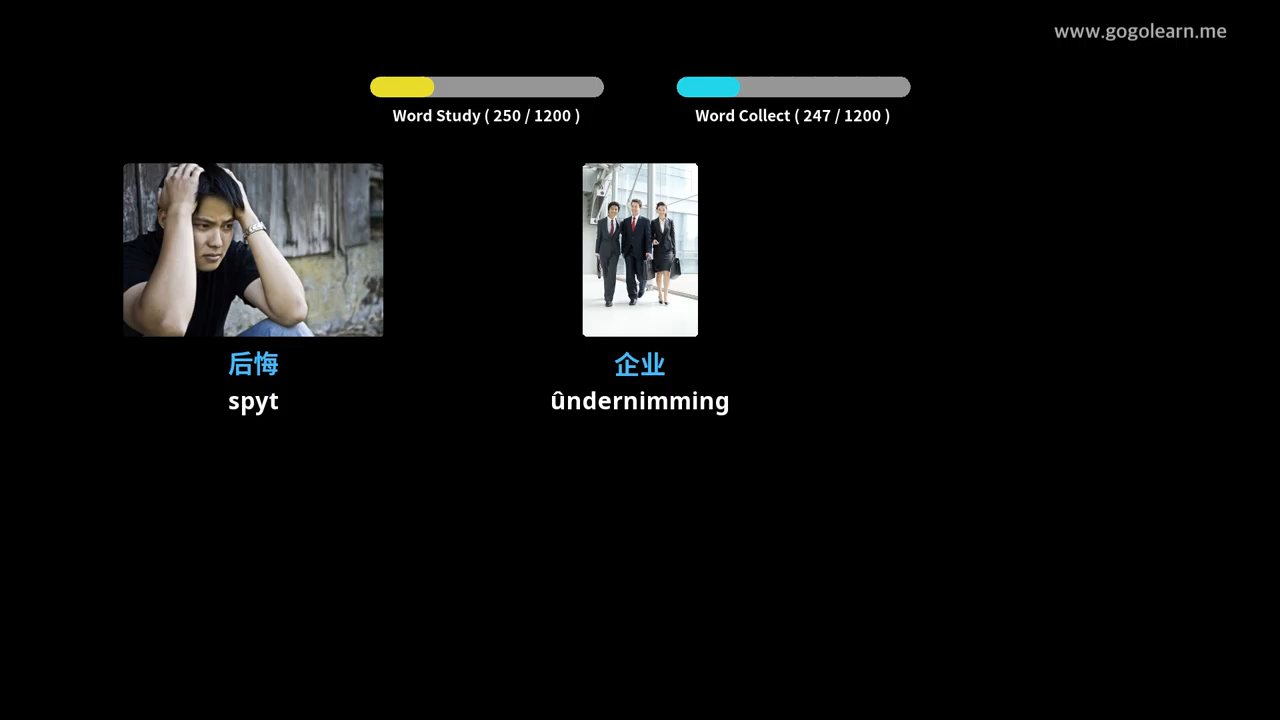 www.gogolearn.me
Word Study ( 250 / 1200 )
Word Collect ( 247 / 1200 )
后悔
spyt
企业
ûndernimming